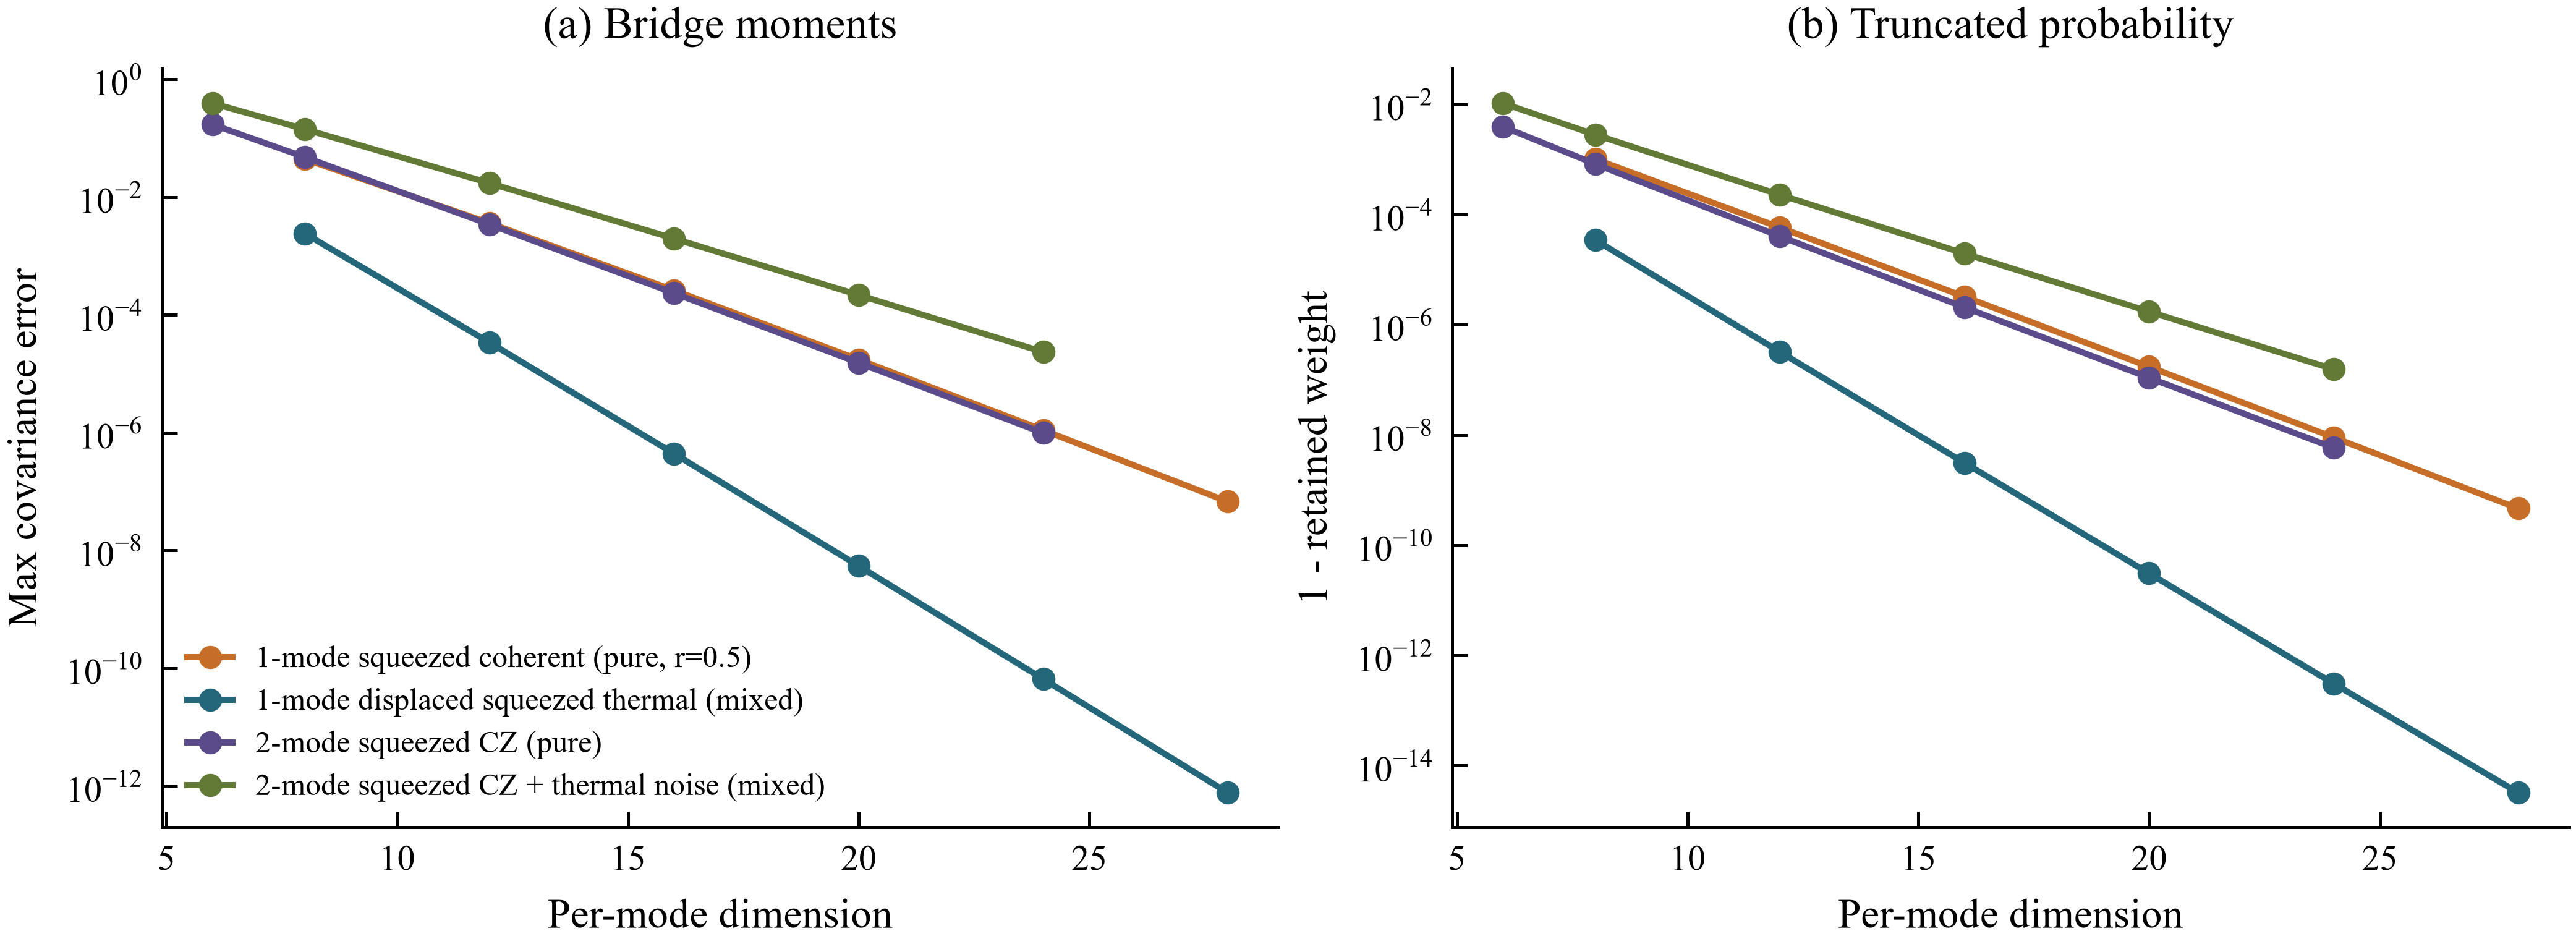 (a) Bridge moments
Max covariance error
10⁰
10⁻²
10⁻⁴
10⁻⁶
10⁻⁸
10⁻¹⁰
10⁻¹²
1-mode squeezed coherent (pure, r=0.5)
1-mode displaced squeezed thermal (mixed)
2-mode squeezed CZ (pure)
2-mode squeezed CZ + thermal noise (mixed)
5 10 15 20 25
Per-mode dimension
(b) Truncated probability
1 - retained weight
10⁻²
10⁻⁴
10⁻⁶
10⁻⁸
10⁻¹⁰
10⁻¹²
10⁻¹⁴
5 10 15 20 25
Per-mode dimension